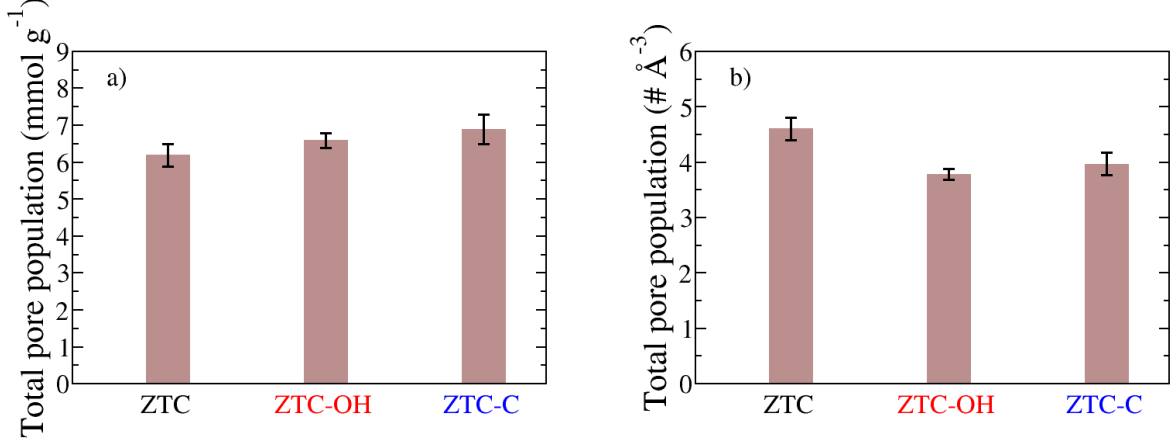 Total pore population (mmol g⁻¹)
9
8
7
6
5
4
3
2
1
0
a)
ZTC
ZTC-OH
ZTC-C
Total pore population (# Å⁻³)
6
5
4
3
2
1
0
b)
ZTC
ZTC-OH
ZTC-C